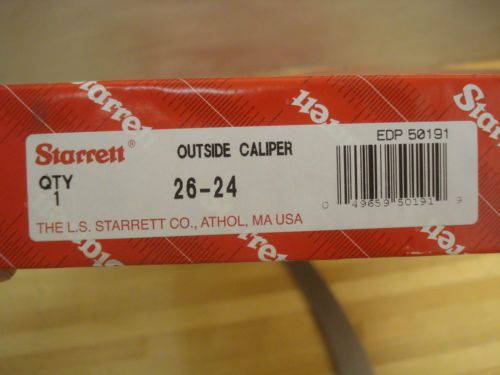 Starrett®
OUTSIDE CALIPER
EDP 50191
QTY
1
26-24
0 49659 50191 9
THE L.S. STARRETT CO., ATHOL, MA USA
Starrett